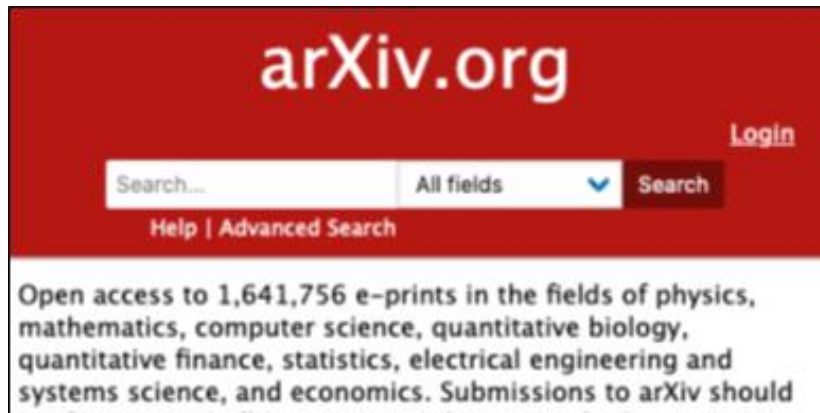 arXiv.org
Login
Search... All fields Search
Help | Advanced Search
Open access to 1,641,756 e-prints in the fields of physics,
mathematics, computer science, quantitative biology,
quantitative finance, statistics, electrical engineering and
systems science, and economics. Submissions to arXiv should